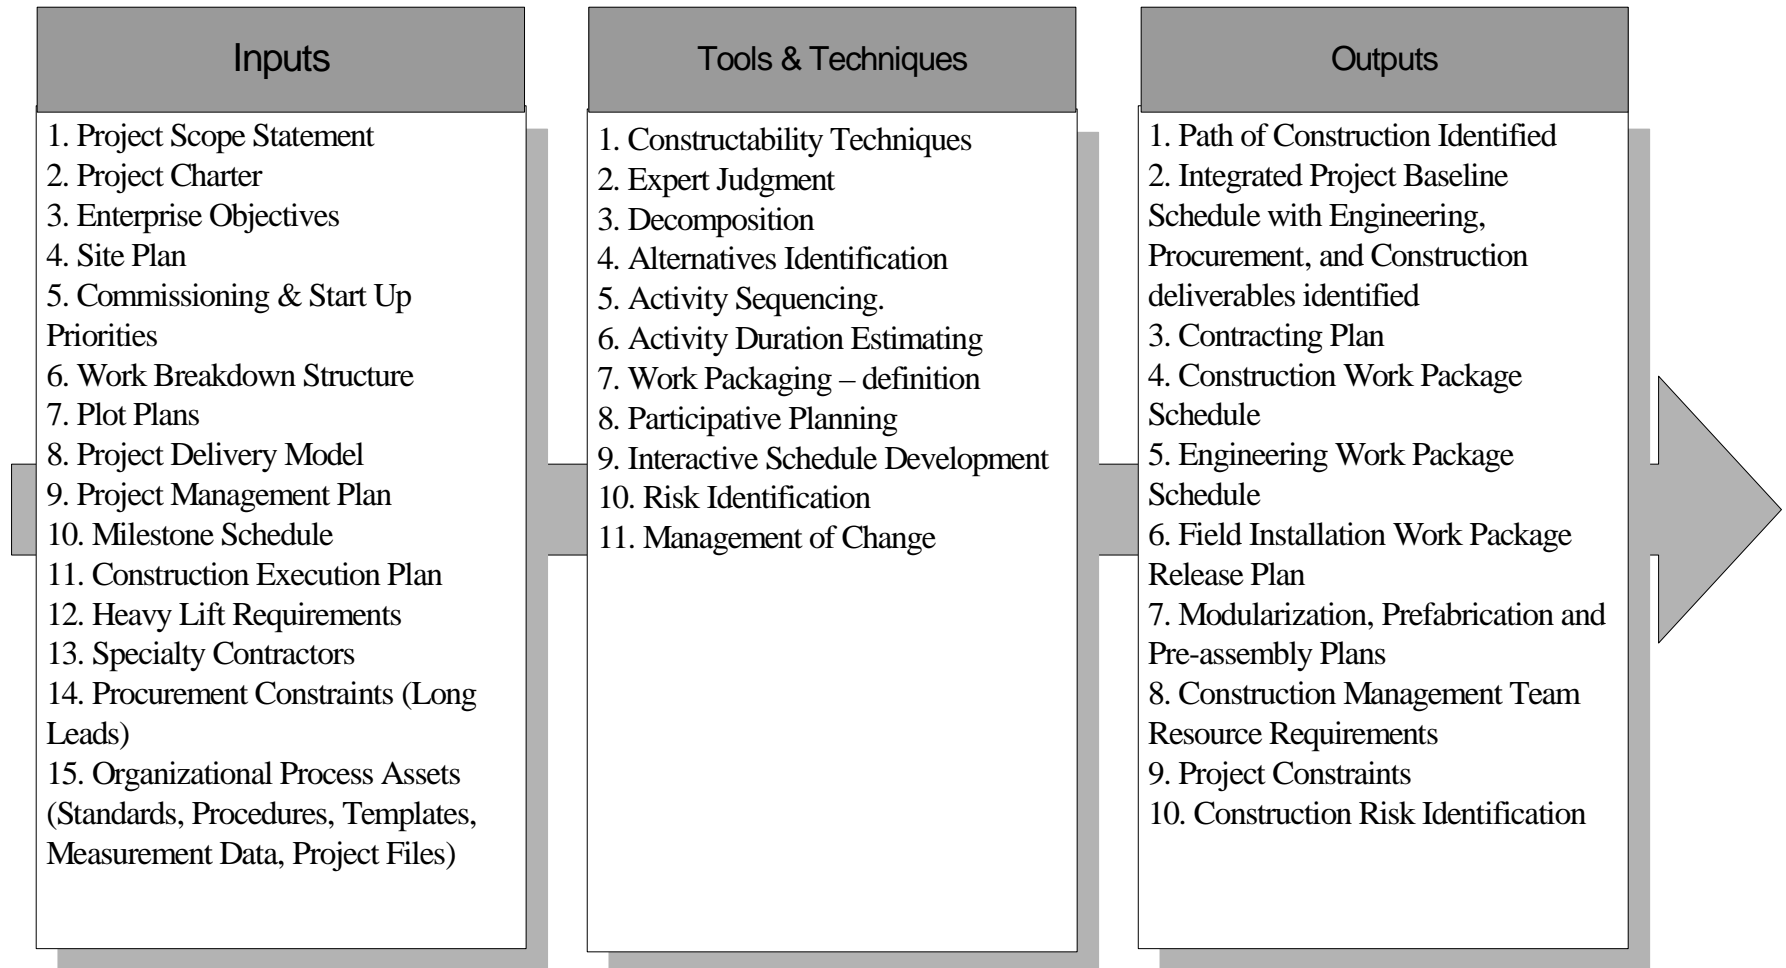 Inputs
1. Project Scope Statement
2. Project Charter
3. Enterprise Objectives
4. Site Plan
5. Commissioning & Start Up
Priorities
6. Work Breakdown Structure
7. Plot Plans
8. Project Delivery Model
9. Project Management Plan
10. Milestone Schedule
11. Construction Execution Plan
12. Heavy Lift Requirements
13. Specialty Contractors
14. Procurement Constraints (Long
Leads)
15. Organizational Process Assets
(Standards, Procedures, Templates,
Measurement Data, Project Files)
Tools & Techniques
1. Constructability Techniques
2. Expert Judgment
3. Decomposition
4. Alternatives Identification
5. Activity Sequencing.
6. Activity Duration Estimating
7. Work Packaging – definition
8. Participative Planning
9. Interactive Schedule Development
10. Risk Identification
11. Management of Change
Outputs
1. Path of Construction Identified
2. Integrated Project Baseline
Schedule with Engineering,
Procurement, and Construction
deliverables identified
3. Contracting Plan
4. Construction Work Package
Schedule
5. Engineering Work Package
Schedule
6. Field Installation Work Package
Release Plan
7. Modularization, Prefabrication and
Pre-assembly Plans
8. Construction Management Team
Resource Requirements
9. Project Constraints
10. Construction Risk Identification